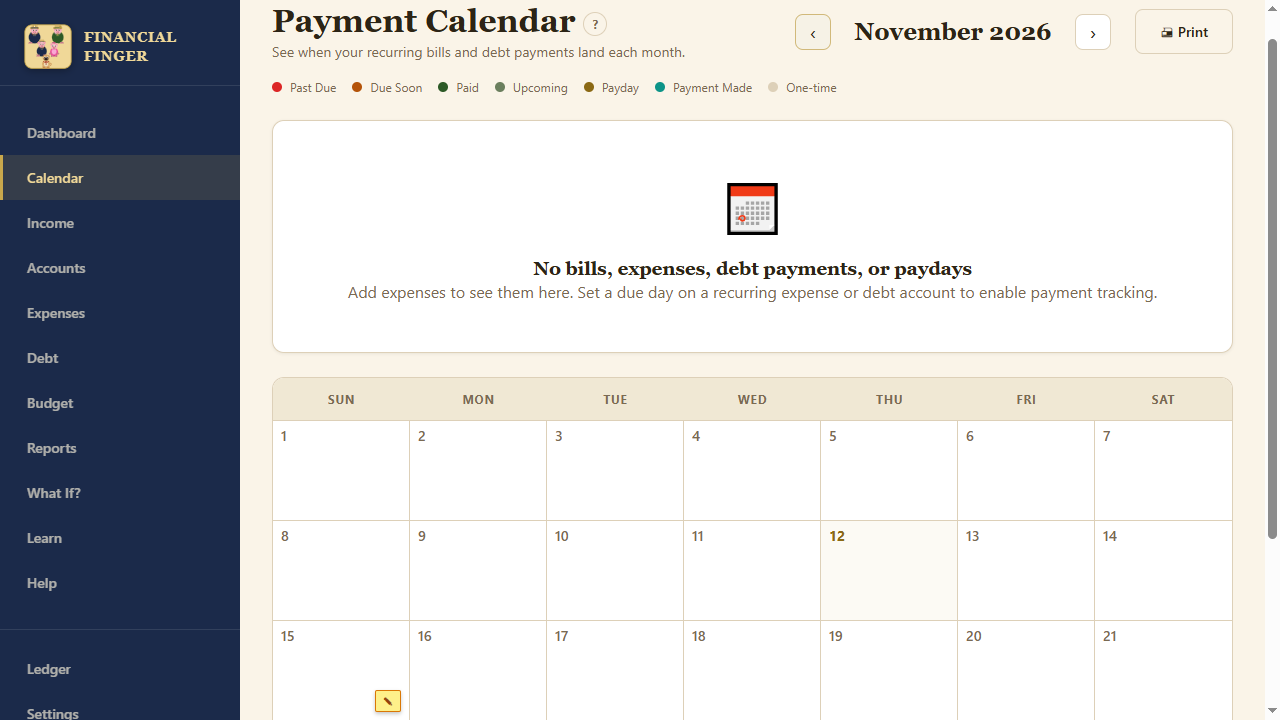 FINANCIAL
FINGER
Dashboard
Calendar
Income
Accounts
Expenses
Debt
Budget
Reports
What If?
Learn
Help
Ledger
Settings
Payment Calendar ?
See when your recurring bills and debt payments land each month.
‹ November 2026 › Print
Past Due Due Soon Paid Upcoming Payday Payment Made One-time
No bills, expenses, debt payments, or paydays
Add expenses to see them here. Set a due day on a recurring expense or debt account to enable payment tracking.
SUN MON TUE WED THU FRI SAT
1 2 3 4 5 6 7
8 9 10 11 12 13 14
15 16 17 18 19 20 21